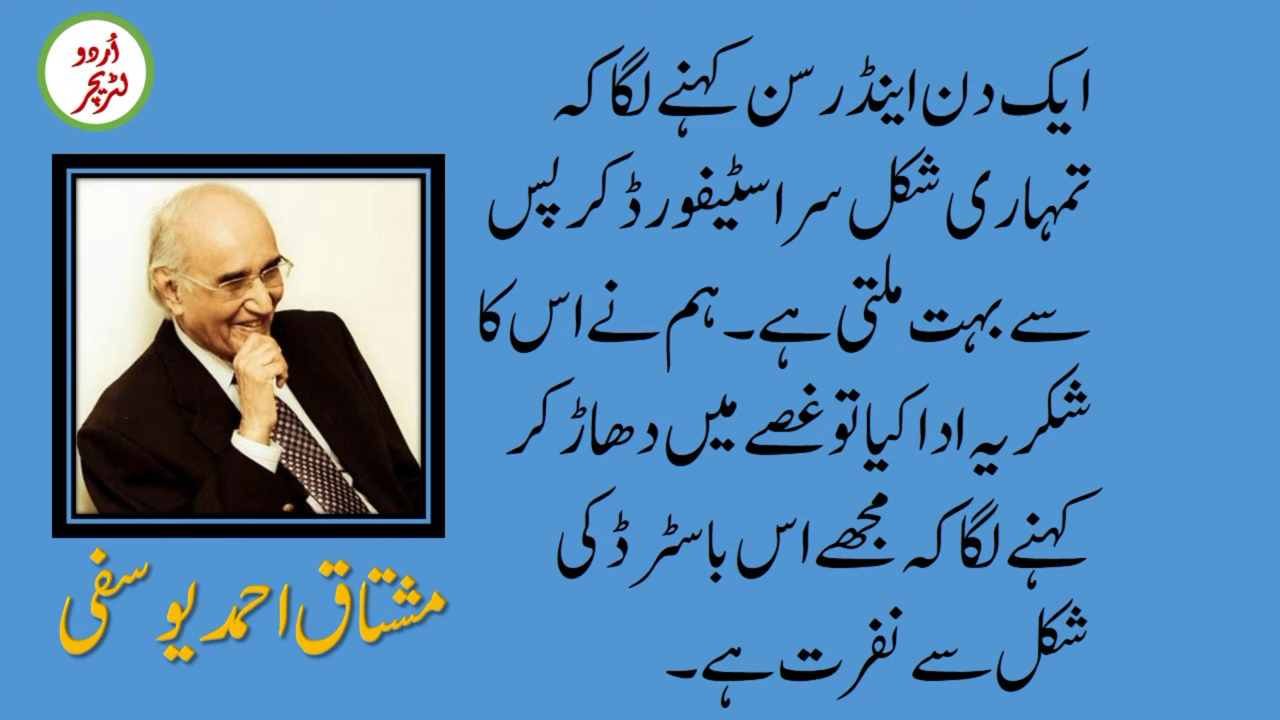 اُردو
لٹریچر
ایک دن اینڈرسن کہنے لگا کہ
تمہاری شکل سر اسٹیفورڈ کرپس
سے بہت ملتی ہے۔ ہم نے اس کا
شکریہ ادا کیا تو غصے میں دھاڑ کر
کہنے لگا کہ مجھے اس باسٹرڈ کی
شکل سے نفرت ہے۔
مشتاق احمد یوسفی